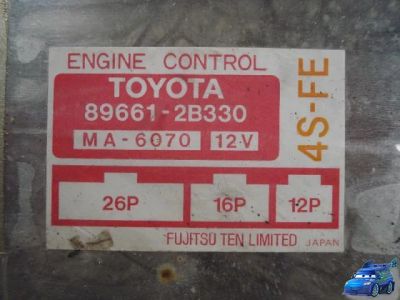 ENGINE CONTROL
TOYOTA
89661-2B330
MA-6070 12V
4S-FE
26P 16P 12P
FUJITSU TEN LIMITED JAPAN